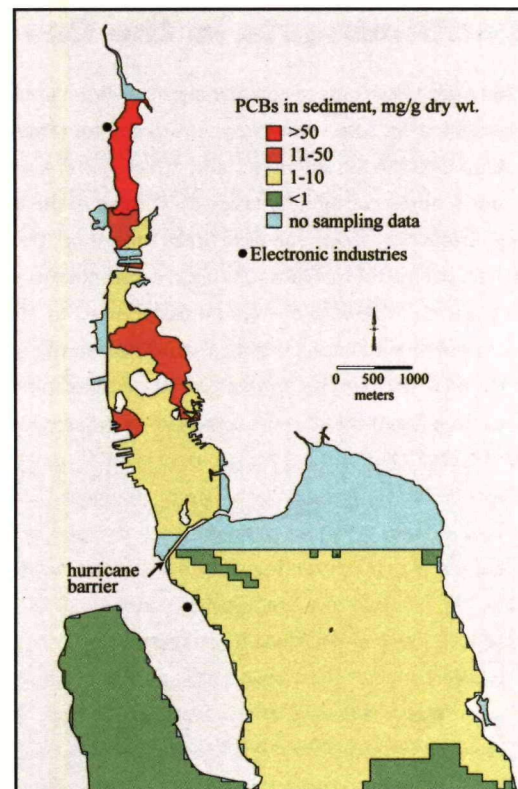 PCBs in sediment, mg/g dry wt.
>50
11-50
1-10
<1
no sampling data
Electronic industries
0 500 1000
meters
hurricane
barrier